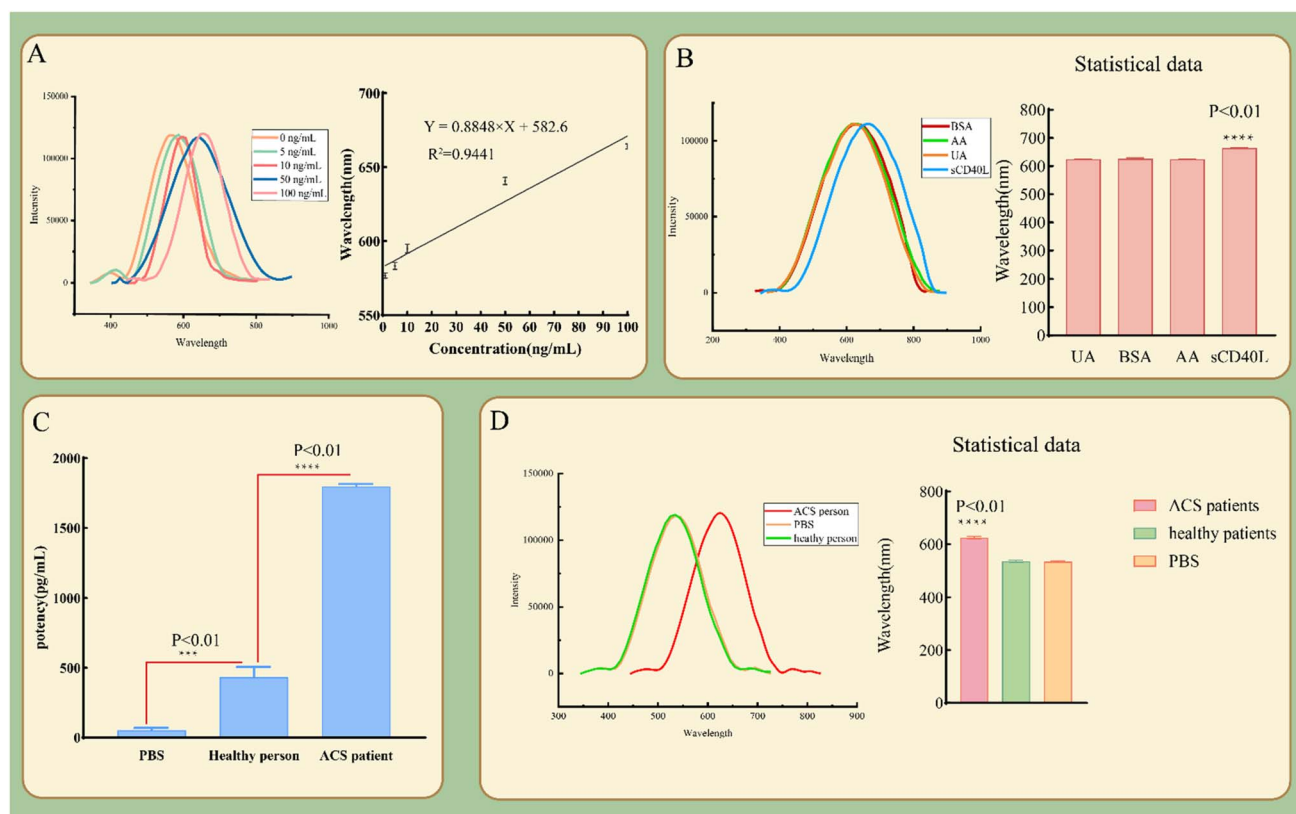 A
150000
100000
50000
0
Intensity
400
600
800
1000
Wavelength
0 ng/mL
5 ng/mL
10 ng/mL
50 ng/mL
100 ng/mL
700
650
600
550
Wavelength(nm)
Y = 0.8848×X + 582.6
R²=0.9441
0 10 20 30 40 50 60 70 80 90 100
Concentration(ng/mL)
B
100000
50000
0
Intensity
200
400
600
800
1000
Wavelength
BSA
AA
UA
sCD40L
Statistical data
800
700
600
500
400
300
200
100
0
Wavelength(nm)
P<0.01
****
UA BSA AA sCD40L
C
2000
1500
1000
500
0
potency(pg/mL)
P<0.01
***
P<0.01
****
PBS Healthy person ACS patient
D
150000
100000
50000
0
Intensity
300 400 500 600 700 800 900
Wavelength
ACS person
PBS
heathy person
Statistical data
800
600
400
200
0
Wavelength(nm)
P<0.01
****
ACS patients
healthy patients
PBS